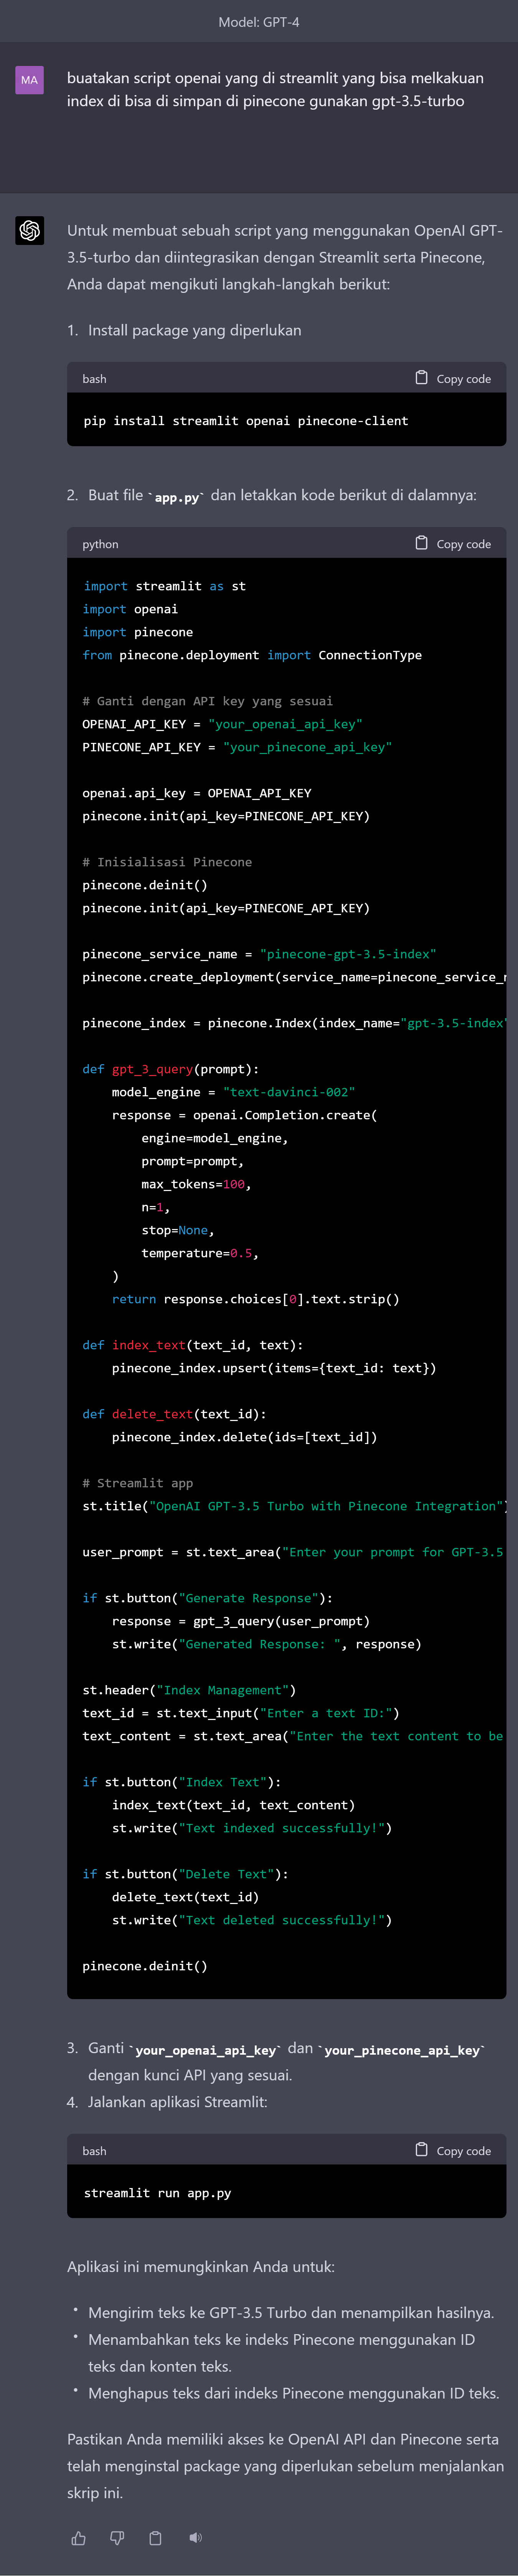 Model: GPT-4
MA
buatakan script openai yang di streamlit yang bisa melkakuan
index di bisa di simpan di pinecone gunakan gpt-3.5-turbo
Untuk membuat sebuah script yang menggunakan OpenAI GPT-
3.5-turbo dan diintegrasikan dengan Streamlit serta Pinecone,
Anda dapat mengikuti langkah-langkah berikut:
1. Install package yang diperlukan
bash Copy code
pip install streamlit openai pinecone-client
2. Buat file `app.py` dan letakkan kode berikut di dalamnya:
python Copy code
import streamlit as st
import openai
import pinecone
from pinecone.deployment import ConnectionType
# Ganti dengan API key yang sesuai
OPENAI_API_KEY = "your_openai_api_key"
PINECONE_API_KEY = "your_pinecone_api_key"
openai.api_key = OPENAI_API_KEY
pinecone.init(api_key=PINECONE_API_KEY)
# Inisialisasi Pinecone
pinecone.deinit()
pinecone.init(api_key=PINECONE_API_KEY)
pinecone_service_name = "pinecone-gpt-3.5-index"
pinecone.create_deployment(service_name=pinecone_service_n
pinecone_index = pinecone.Index(index_name="gpt-3.5-index"
def gpt_3_query(prompt):
    model_engine = "text-davinci-002"
    response = openai.Completion.create(
        engine=model_engine,
        prompt=prompt,
        max_tokens=100,
        n=1,
        stop=None,
        temperature=0.5,
    )
    return response.choices[0].text.strip()
def index_text(text_id, text):
    pinecone_index.upsert(items={text_id: text})
def delete_text(text_id):
    pinecone_index.delete(ids=[text_id])
# Streamlit app
st.title("OpenAI GPT-3.5 Turbo with Pinecone Integration")
user_prompt = st.text_area("Enter your prompt for GPT-3.5
if st.button("Generate Response"):
    response = gpt_3_query(user_prompt)
    st.write("Generated Response: ", response)
st.header("Index Management")
text_id = st.text_input("Enter a text ID:")
text_content = st.text_area("Enter the text content to be
if st.button("Index Text"):
    index_text(text_id, text_content)
    st.write("Text indexed successfully!")
if st.button("Delete Text"):
    delete_text(text_id)
    st.write("Text deleted successfully!")
pinecone.deinit()
3. Ganti `your_openai_api_key` dan `your_pinecone_api_key`
dengan kunci API yang sesuai.
4. Jalankan aplikasi Streamlit:
bash Copy code
streamlit run app.py
Aplikasi ini memungkinkan Anda untuk:
• Mengirim teks ke GPT-3.5 Turbo dan menampilkan hasilnya.
• Menambahkan teks ke indeks Pinecone menggunakan ID
teks dan konten teks.
• Menghapus teks dari indeks Pinecone menggunakan ID teks.
Pastikan Anda memiliki akses ke OpenAI API dan Pinecone serta
telah menginstal package yang diperlukan sebelum menjalankan
skrip ini.